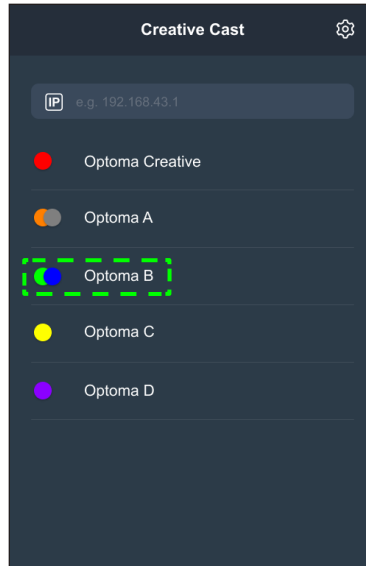 Creative Cast
IP e.g. 192.168.43.1
Optoma Creative
Optoma A
Optoma B
Optoma C
Optoma D